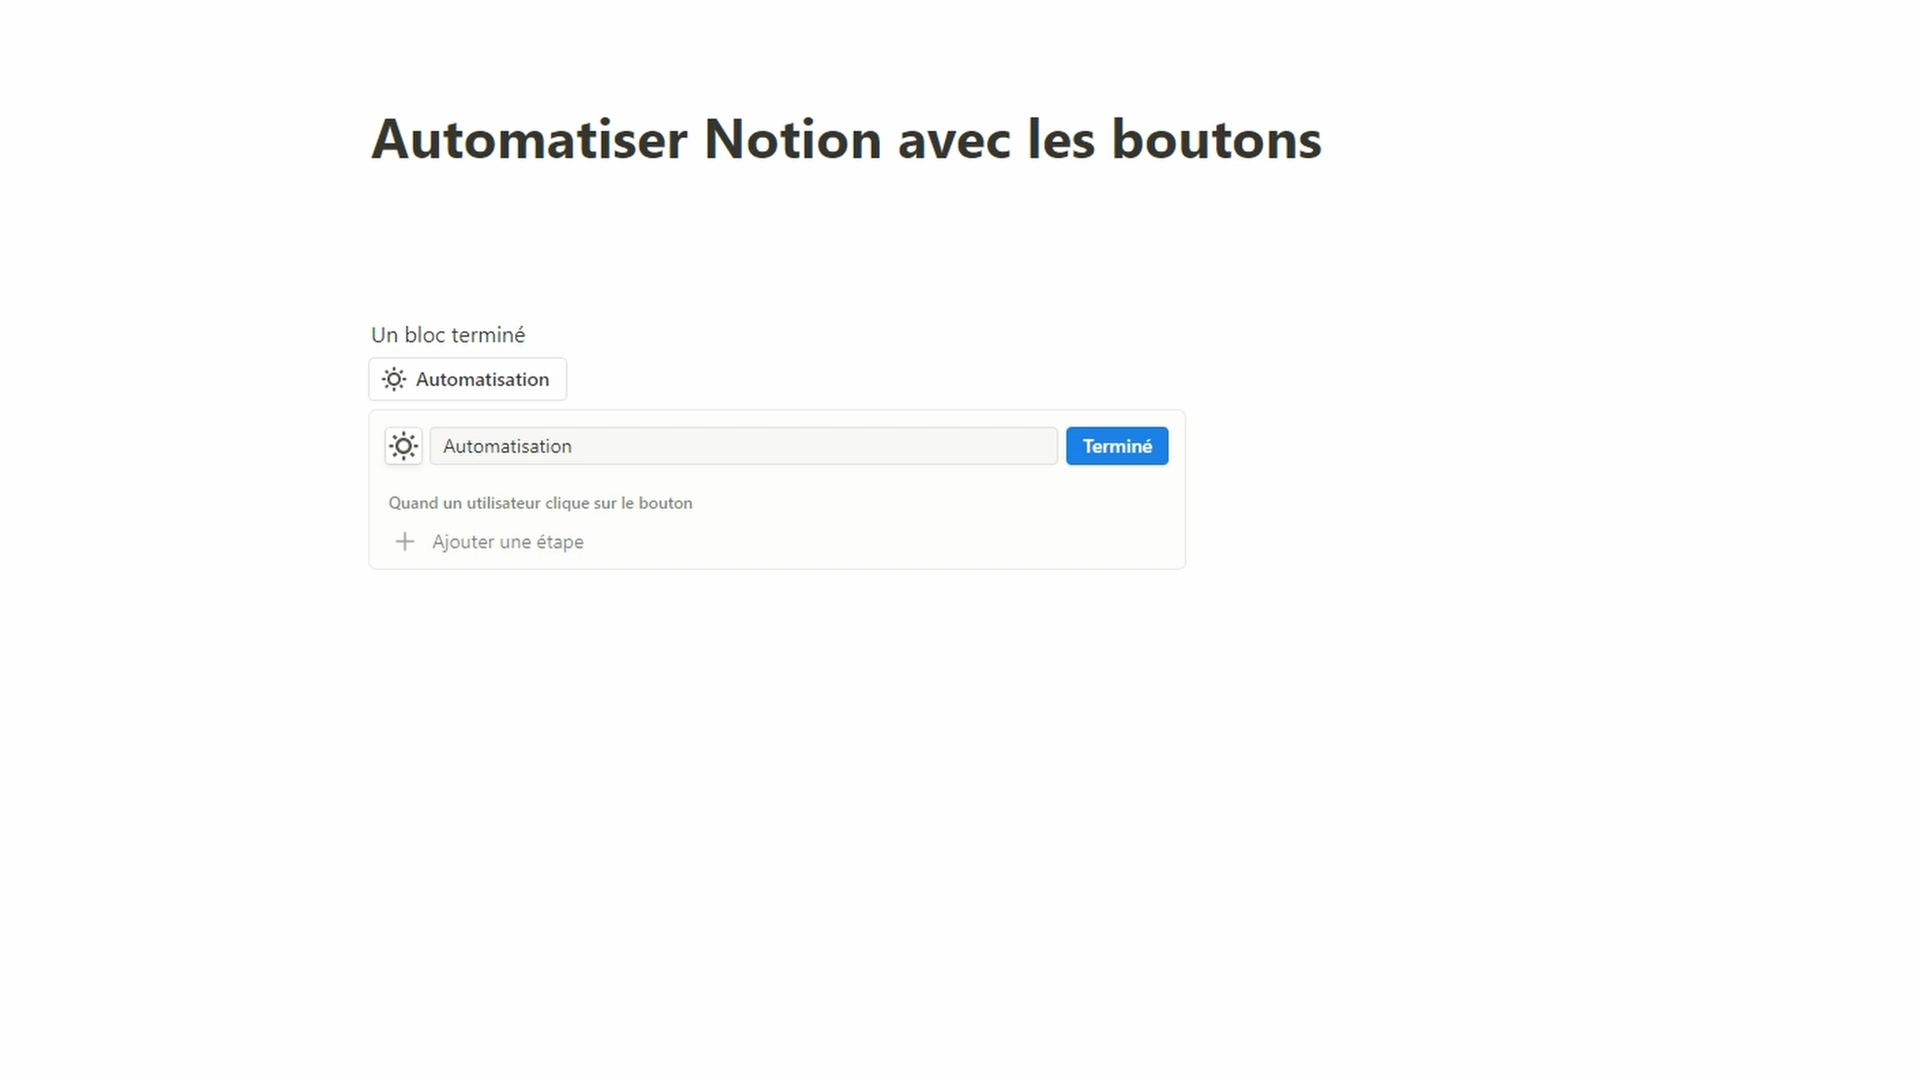 Automatiser Notion avec les boutons
Un bloc terminé
Automatisation
Automatisation
Terminé
Quand un utilisateur clique sur le bouton
Ajouter une étape